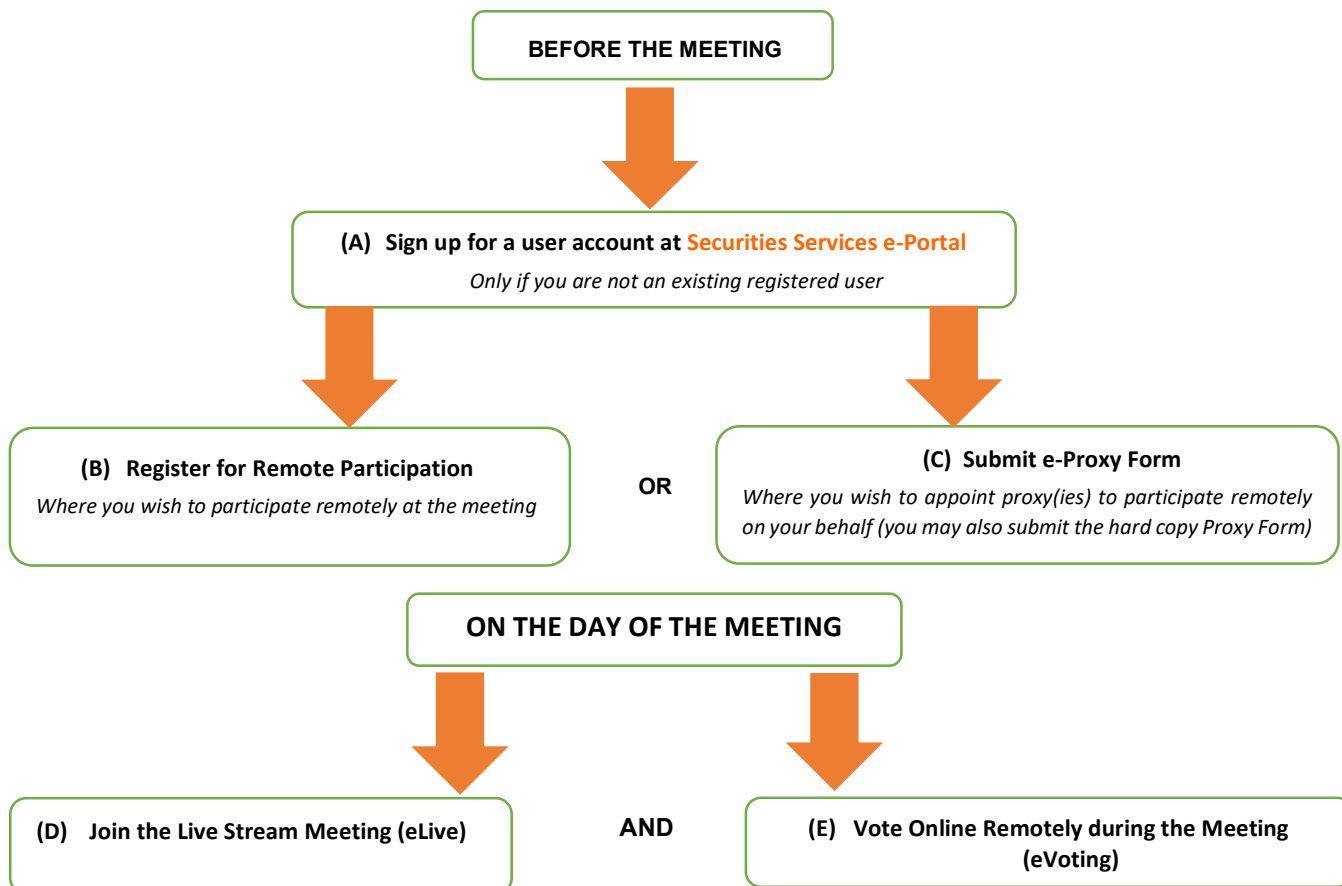 BEFORE THE MEETING
(A) Sign up for a user account at Securities Services e-Portal
Only if you are not an existing registered user
(B) Register for Remote Participation
Where you wish to participate remotely at the meeting
OR
(C) Submit e-Proxy Form
Where you wish to appoint proxy(ies) to participate remotely
on your behalf (you may also submit the hard copy Proxy Form)
ON THE DAY OF THE MEETING
(D) Join the Live Stream Meeting (eLive)
AND
(E) Vote Online Remotely during the Meeting
(eVoting)